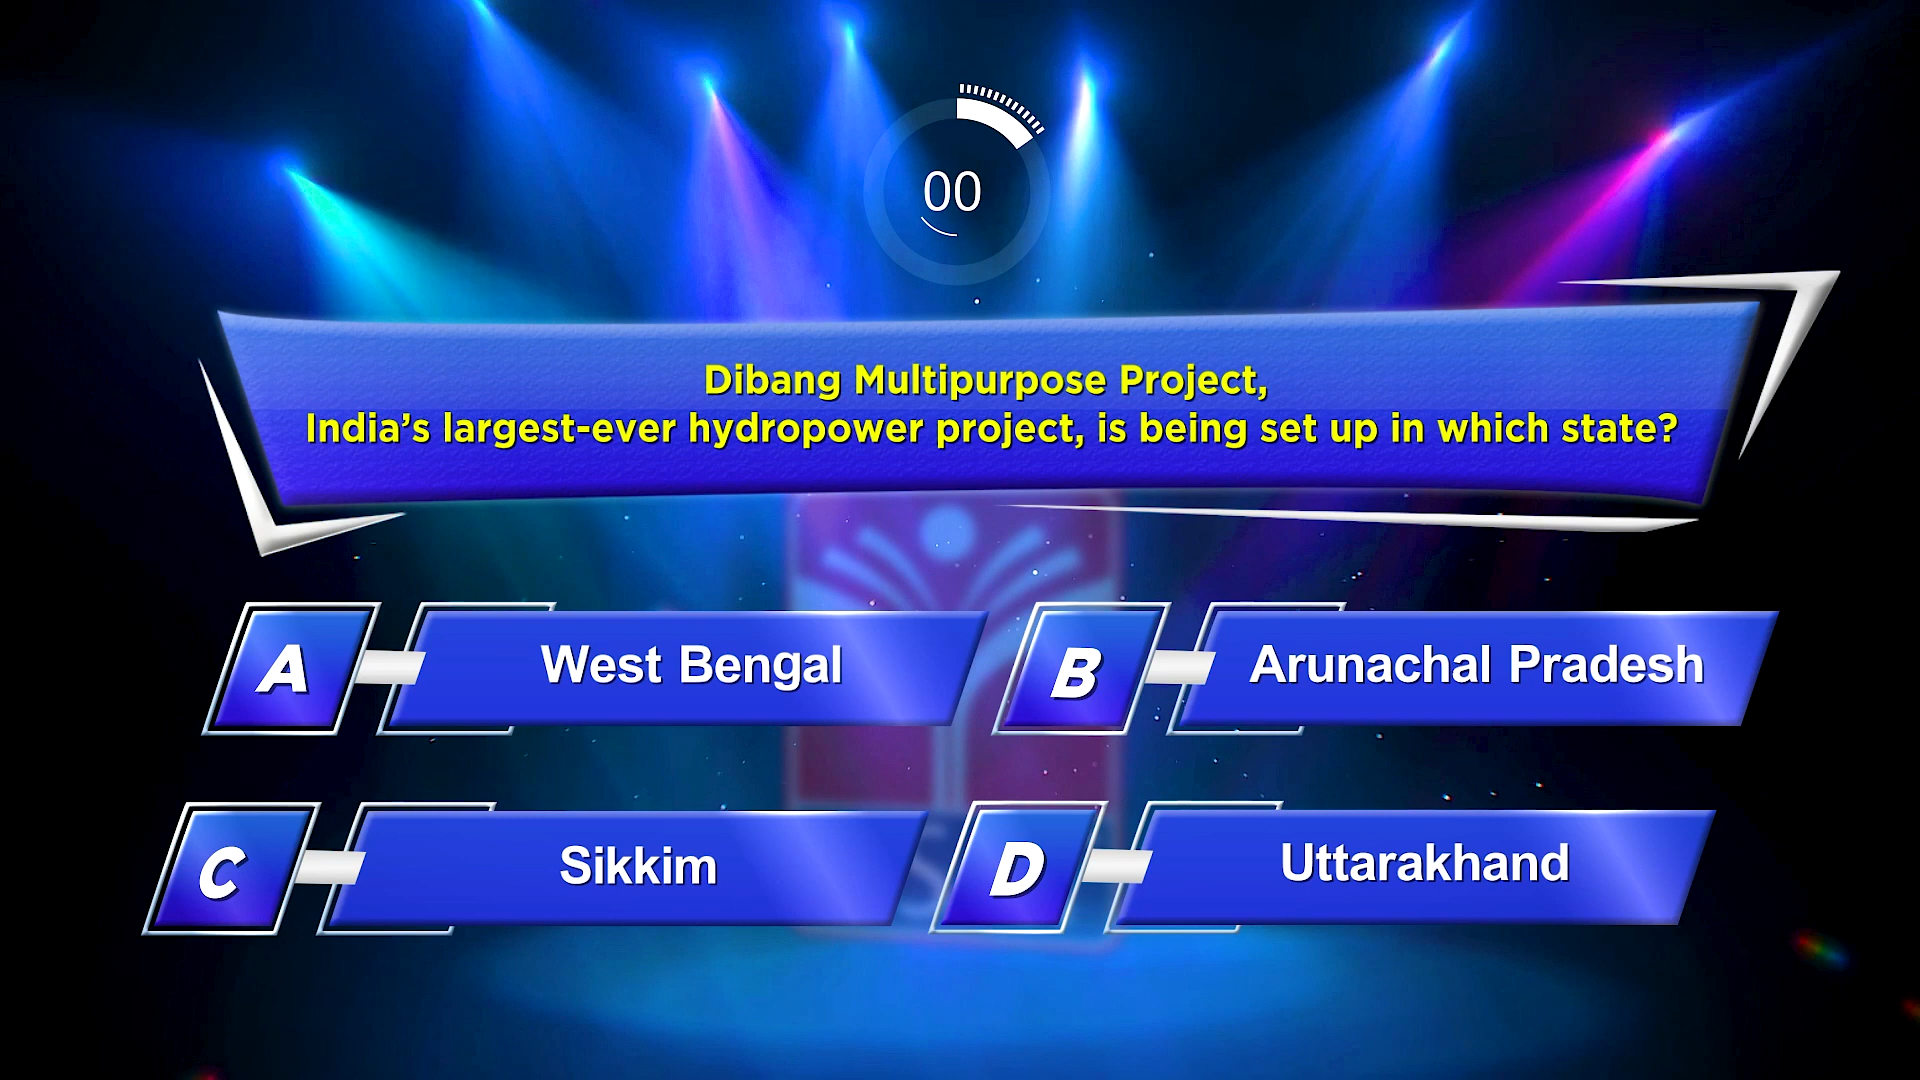 00
Dibang Multipurpose Project,
India’s largest-ever hydropower project, is being set up in which state?
A West Bengal
B Arunachal Pradesh
C Sikkim
D Uttarakhand